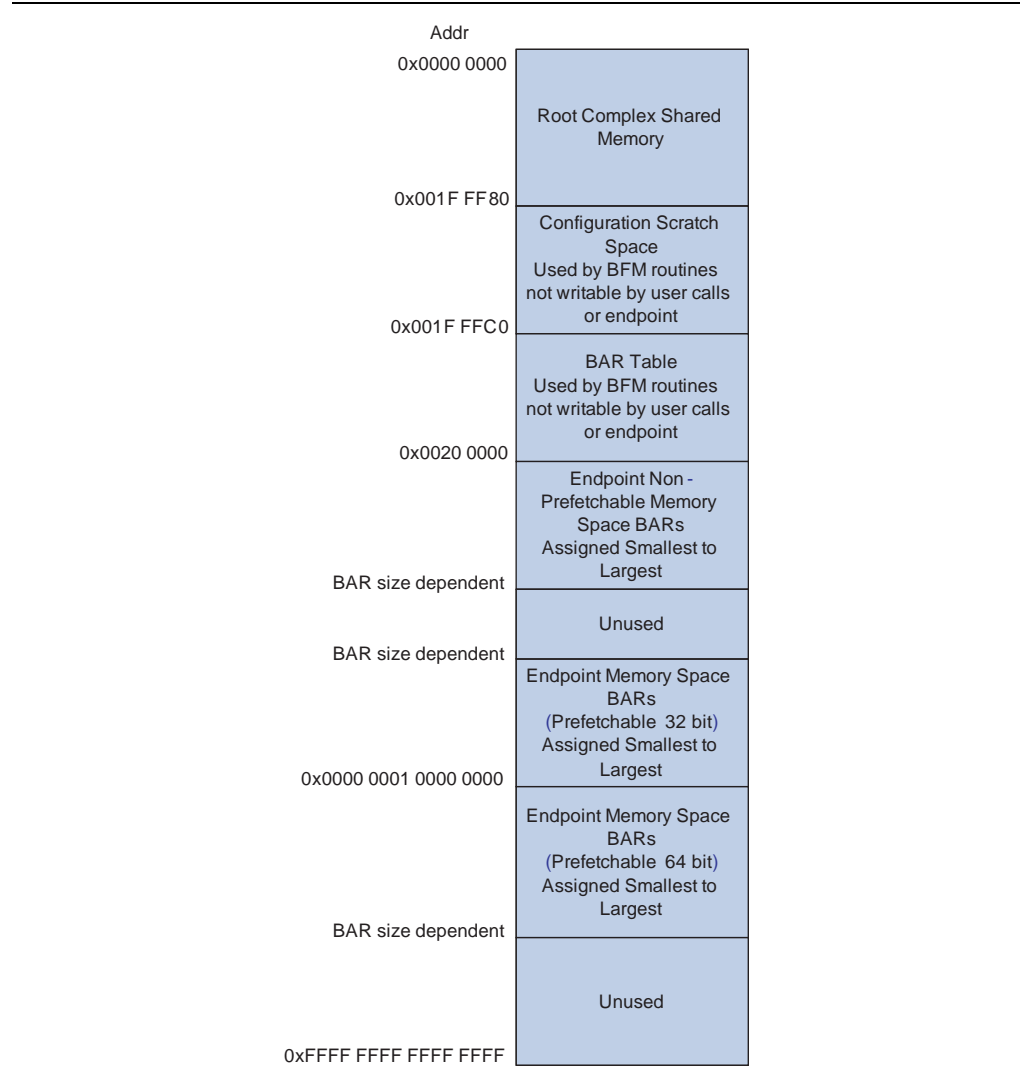 Addr
0x0000 0000
Root Complex Shared
Memory
0x001F FF80
Configuration Scratch
Space
Used by BFM routines
not writable by user calls
or endpoint
0x001F FFC0
BAR Table
Used by BFM routines
not writable by user calls
or endpoint
0x0020 0000
Endpoint Non -
Prefetchable Memory
Space BARs
Assigned Smallest to
Largest
BAR size dependent
Unused
BAR size dependent
Endpoint Memory Space
BARs
(Prefetchable 32 bit)
Assigned Smallest to
Largest
0x0000 0001 0000 0000
Endpoint Memory Space
BARs
(Prefetchable 64 bit)
Assigned Smallest to
Largest
BAR size dependent
Unused
0xFFFF FFFF FFFF FFFF